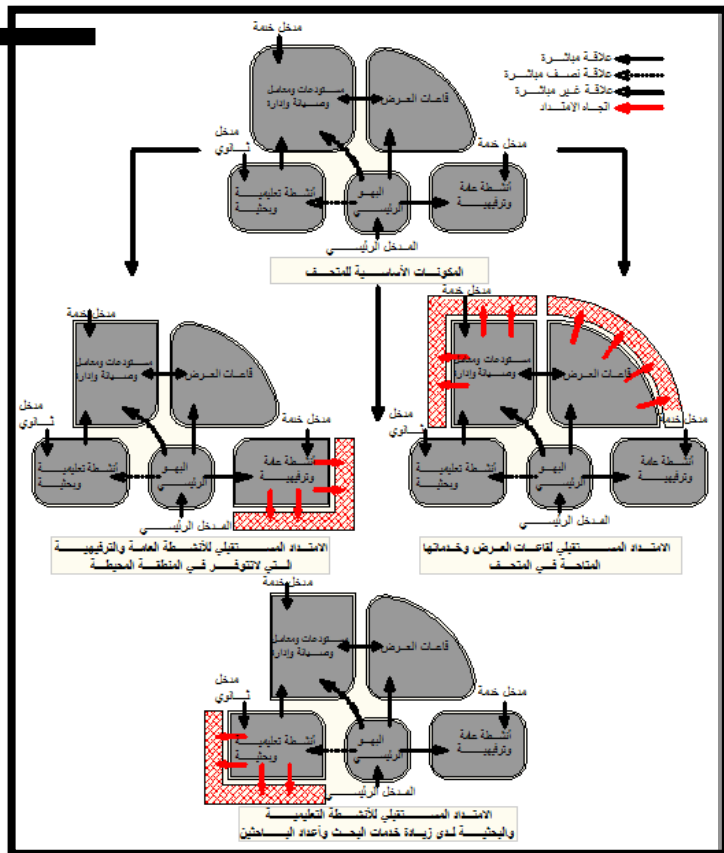 مدخل خدمة
علاقة مباشرة
علاقة نصف مباشرة
علاقة غير مباشرة
اتجاه الامتداد
مستودعات ومعامل
وصيانة وإدارة
قاعات العرض
مدخل
ثانوي
مدخل خدمة
أنشطة تعليمية
وبحثية
البهو
الرئيسي
أنشطة عامة
وترفيهية
المدخل الرئيسي
المكونات الأساسية للمتحف
مدخل خدمة
مستودعات ومعامل
وصيانة وإدارة
قاعات العرض
مدخل
ثانوي
مدخل خدمة
أنشطة تعليمية
وبحثية
البهو
الرئيسي
أنشطة عامة
وترفيهية
المدخل الرئيسي
الامتداد المستقبلي لقاعات العرض وخدماتها
المتاحة في المتحف
مدخل خدمة
مستودعات ومعامل
وصيانة وإدارة
قاعات العرض
مدخل
ثانوي
مدخل خدمة
أنشطة تعليمية
وبحثية
البهو
الرئيسي
أنشطة عامة
وترفيهية
المدخل الرئيسي
الامتداد المستقبلي للأنشطة العامة والترفيهية
التي لاتتوفر في المنطقة المحيطة
مدخل خدمة
مستودعات ومعامل
وصيانة وإدارة
قاعات العرض
مدخل
ثانوي
مدخل خدمة
أنشطة تعليمية
وبحثية
البهو
الرئيسي
أنشطة عامة
وترفيهية
المدخل الرئيسي
الامتداد المستقبلي للأنشطة التعليمية
والبحثية لدى زيادة خدمات البحث وأعداد الباحثين